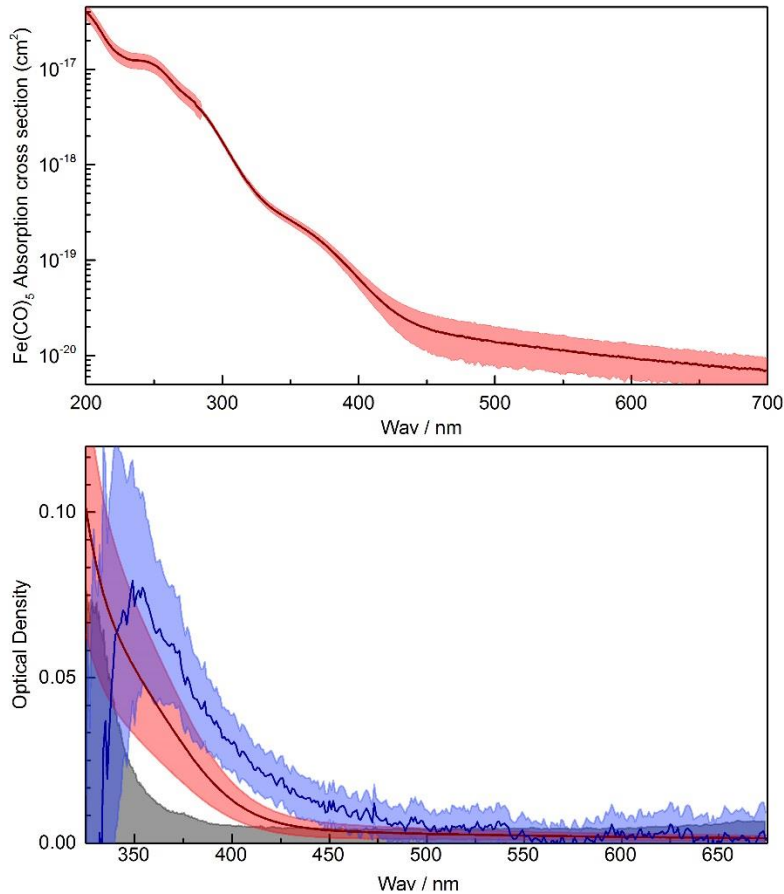 Fe(CO)₅ Absorption cross section (cm²)
10⁻¹⁷
10⁻¹⁸
10⁻¹⁹
10⁻²⁰
200 300 400 500 600 700
Wav / nm
Optical Density
0.10
0.05
0.00
350 400 450 500 550 600 650
Wav / nm